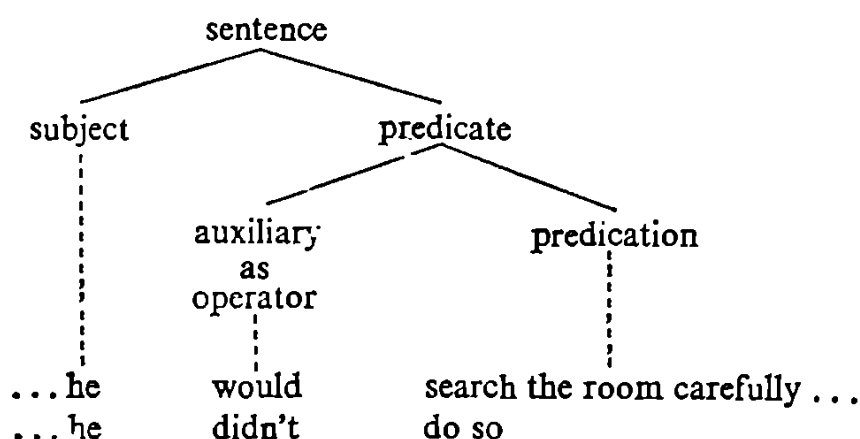 sentence
subject predicate
auxiliary predication
as
operator
... he would search the room carefully ...
... he didn't do so